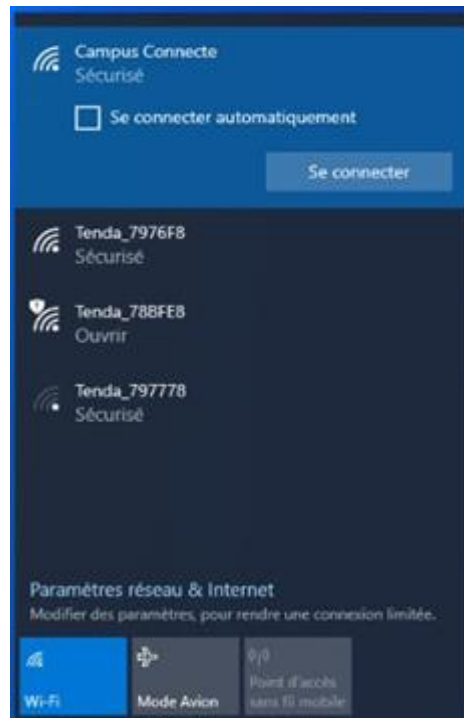 Campus Connecte
Sécurisé
Se connecter automatiquement
Se connecter
Tenda_7976F8
Sécurisé
Tenda_788FE8
Ouvrir
Tenda_797778
Sécurisé
Paramètres réseau & Internet
Modifier des paramètres, pour rendre une connexion limitée.
Wi-Fi
Mode Avion
Point d'accès
sans fil mobile